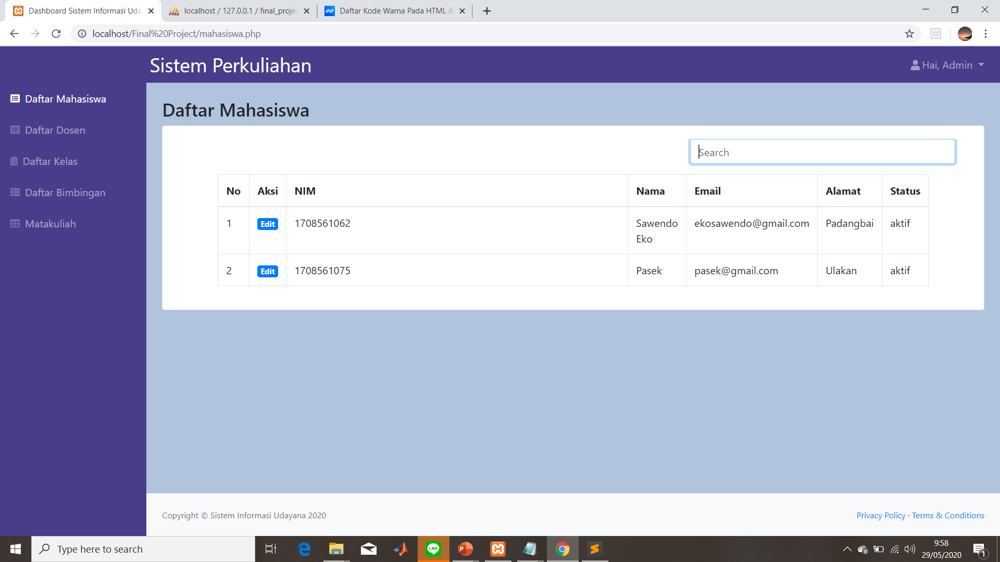 Dashboard Sistem Informasi Uda
localhost / 127.0.0.1 / final_projec
Daftar Kode Warna Pada HTML &
localhost/Final%20Project/mahasiswa.php
Sistem Perkuliahan
Hai, Admin
Daftar Mahasiswa
Daftar Dosen
Daftar Kelas
Daftar Bimbingan
Matakuliah
Daftar Mahasiswa
Search
No Aksi NIM Nama Email Alamat Status
1 Edit 1708561062 Sawendo Eko ekosawendo@gmail.com Padangbai aktif
2 Edit 1708561075 Pasek pasek@gmail.com Ulakan aktif
Copyright © Sistem Informasi Udayana 2020
Privacy Policy · Terms & Conditions
Type here to search
9:58
29/05/2020
1